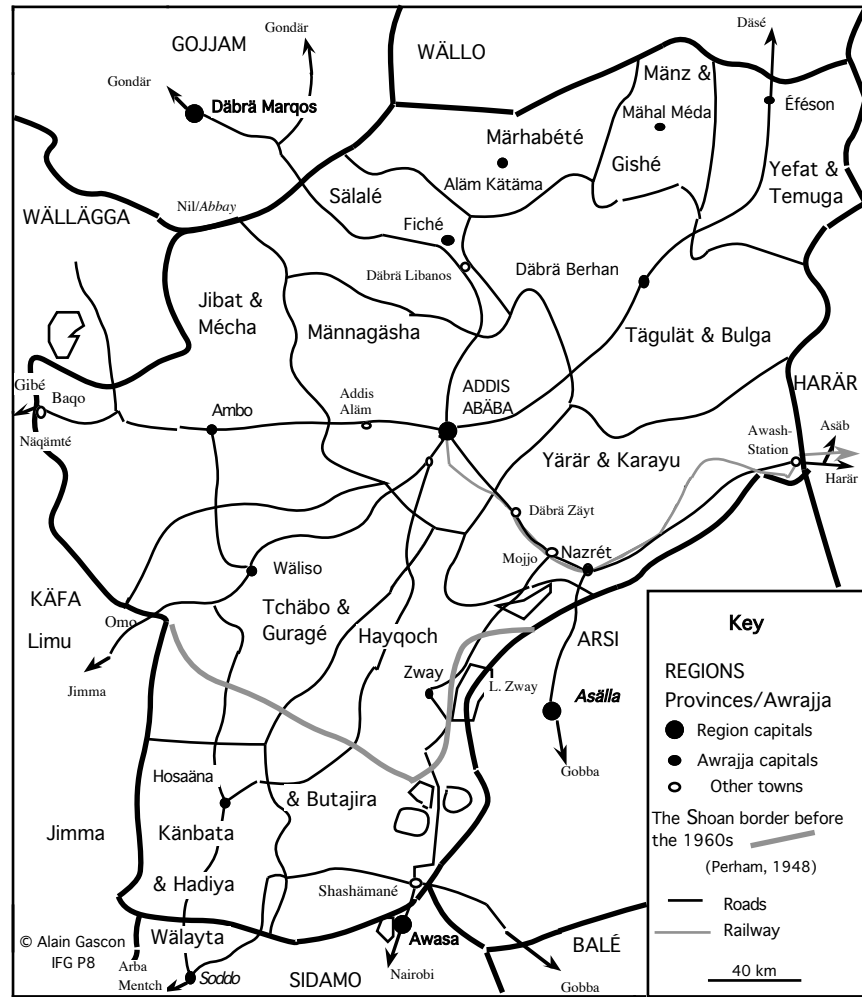 GOJJAM
Gondär
WÄLLO
Däsé
Gondär
Däbrä Marqos
Mänz &
Mähal Méda
Éféson
Märhabété
Aläm Kätäma
Gishé
Yefat &
Temuga
Sälalé
WÄLLÄGGA
Nil/Abbay
Fiché
Däbrä Libanos
Däbrä Berhan
Jibat &
Mécha
Männagäsha
Tägulät & Bulga
Gibé
Baqo
Näqämté
Ambo
Addis
Aläm
ADDIS
ABÄBA
HARÄR
Awash-
Station
Asäb
Harär
Yärär & Karayu
Däbrä Zäyt
Mojjo
Nazrét
Wäliso
KÄFA
Limu
Omo
Jimma
Tchäbo &
Guragé
Hayqoch
ARSI
Zway
L. Zway
Asälla
Gobba
Hosaäna
& Butajira
Jimma
Känbata
& Hadiya
Shashämané
Wälayta
Awasa
BALÉ
© Alain Gascon
IFG P8
Arba
Mentch
Soddo
SIDAMO
Nairobi
Gobba
Key
REGIONS
Provinces/Awrajja
Region capitals
Awrajja capitals
Other towns
The Shoan border before
the 1960s
(Perham, 1948)
Roads
Railway
40 km